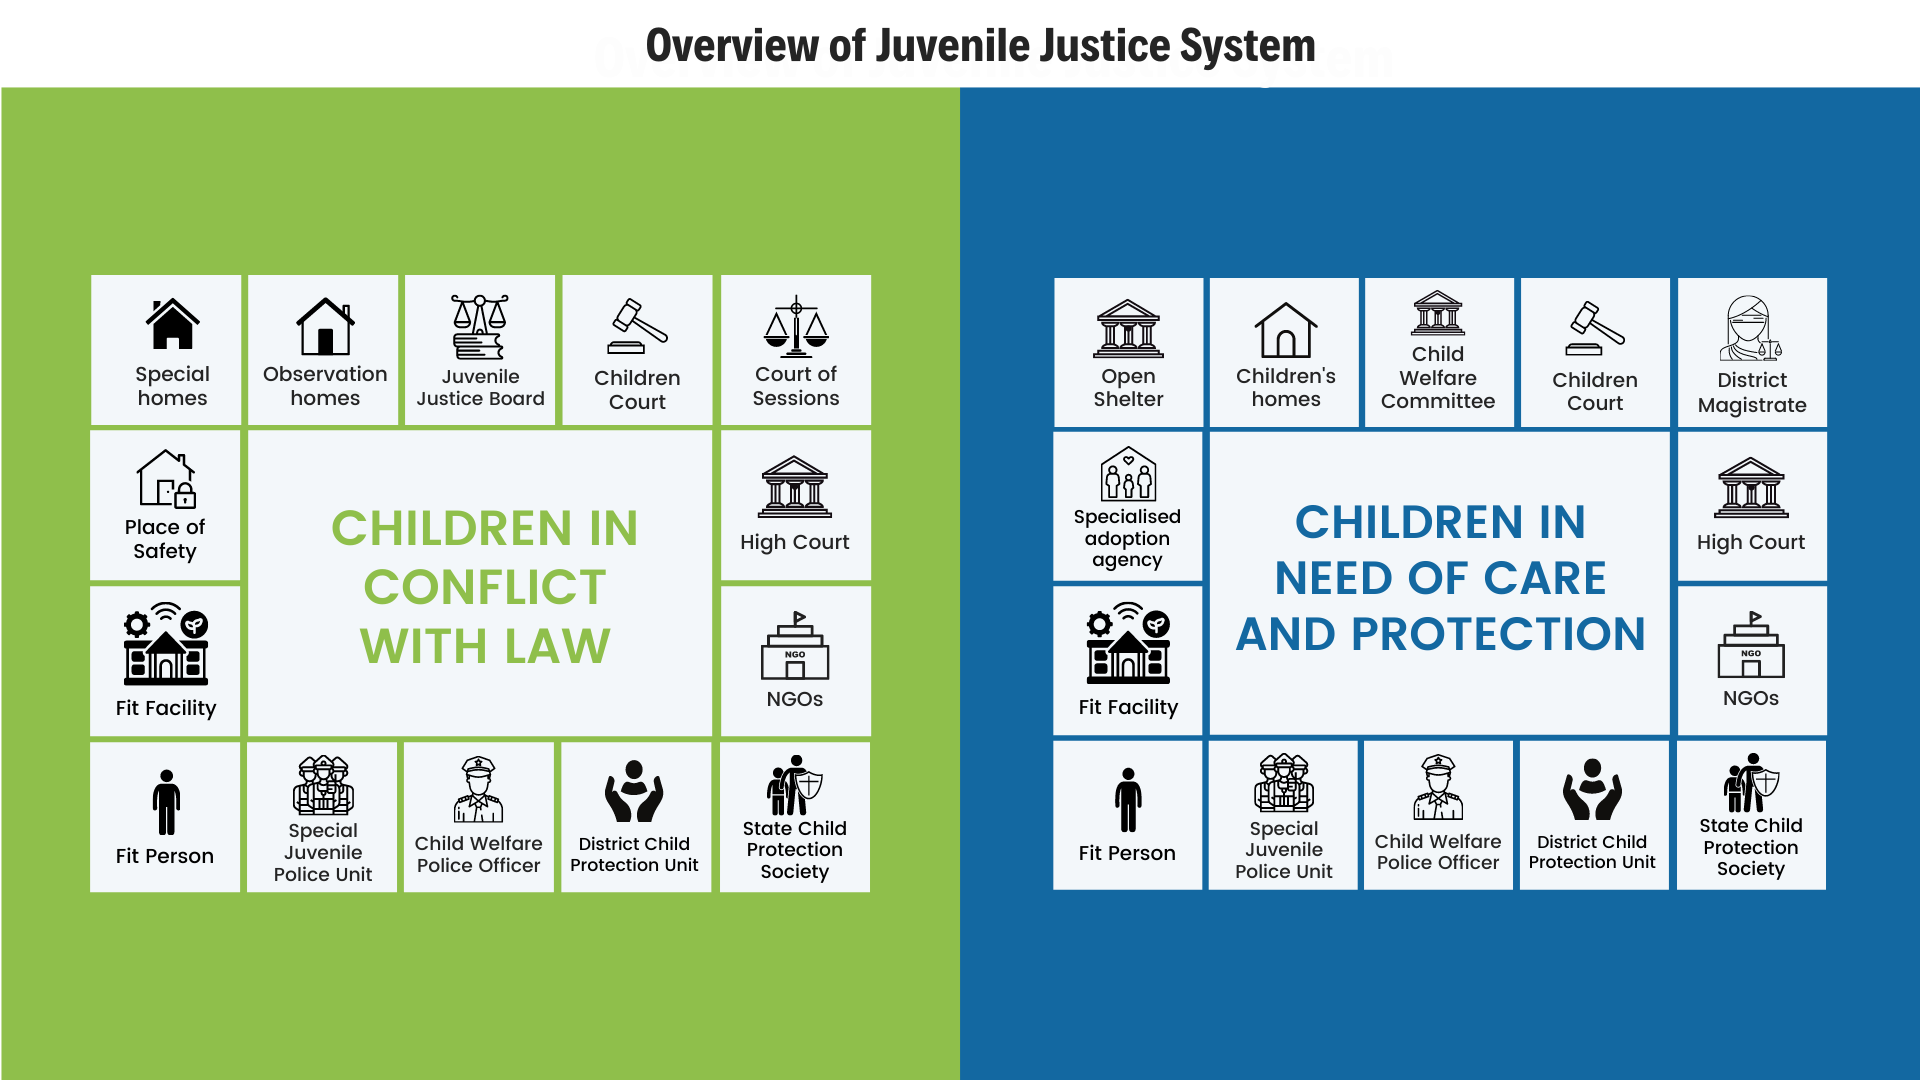 Overview of Juvenile Justice System
Special
homes
Observation
homes
Juvenile
Justice Board
Children
Court
Court of
Sessions
Place of
Safety
CHILDREN IN
CONFLICT
WITH LAW
High Court
Fit Facility
NGO
NGOs
Fit Person
Special
Juvenile
Police Unit
Child Welfare
Police Officer
District Child
Protection Unit
State Child
Protection
Society
Open
Shelter
Children's
homes
Child
Welfare
Committee
Children
Court
District
Magistrate
Specialised
adoption
agency
CHILDREN IN
NEED OF CARE
AND PROTECTION
High Court
Fit Facility
NGO
NGOs
Fit Person
Special
Juvenile
Police Unit
Child Welfare
Police Officer
District Child
Protection Unit
State Child
Protection
Society